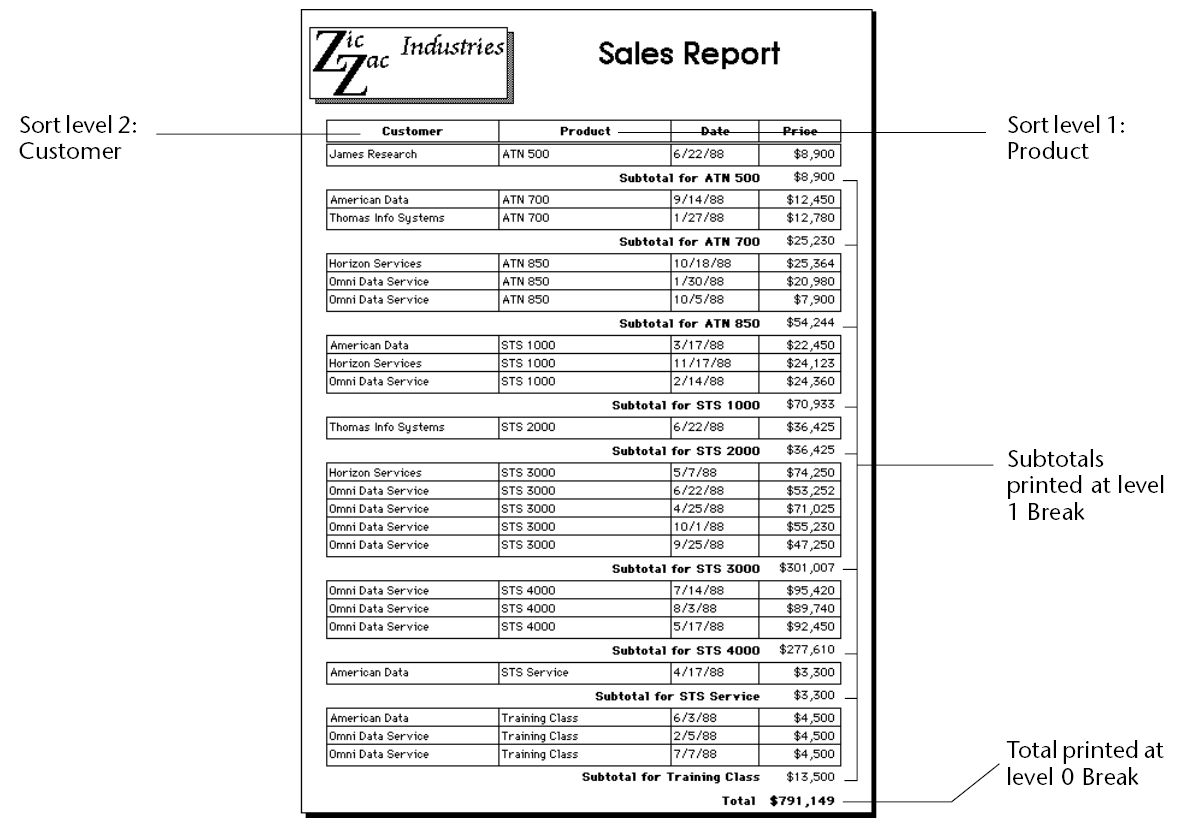 Zic Zac Industries
Sales Report
Sort level 2:
Customer
Sort level 1:
Product
Customer Product Date Price
James Research ATN 500 6/22/88 $8,900
Subtotal for ATN 500 $8,900
American Data ATN 700 9/14/88 $12,450
Thomas Info Systems ATN 700 1/27/88 $12,780
Subtotal for ATN 700 $25,230
Horizon Services ATN 850 10/18/88 $25,364
Omni Data Service ATN 850 1/30/88 $20,980
Omni Data Service ATN 850 10/5/88 $7,900
Subtotal for ATN 850 $54,244
American Data STS 1000 3/17/88 $22,450
Horizon Services STS 1000 11/17/88 $24,123
Omni Data Service STS 1000 2/14/88 $24,360
Subtotal for STS 1000 $70,933
Thomas Info Systems STS 2000 6/22/88 $36,425
Subtotal for STS 2000 $36,425
Horizon Services STS 3000 5/7/88 $74,250
Omni Data Service STS 3000 6/22/88 $53,252
Omni Data Service STS 3000 4/25/88 $71,025
Omni Data Service STS 3000 10/1/88 $55,230
Omni Data Service STS 3000 9/25/88 $47,250
Subtotal for STS 3000 $301,007
Subtotals
printed at level
1 Break
Omni Data Service STS 4000 7/14/88 $95,420
Omni Data Service STS 4000 8/3/88 $89,740
Omni Data Service STS 4000 5/17/88 $92,450
Subtotal for STS 4000 $277,610
American Data STS Service 4/17/88 $3,300
Subtotal for STS Service $3,300
American Data Training Class 6/3/88 $4,500
Omni Data Service Training Class 2/5/88 $4,500
Omni Data Service Training Class 7/7/88 $4,500
Subtotal for Training Class $13,500
Total $791,149
Total printed at
level 0 Break